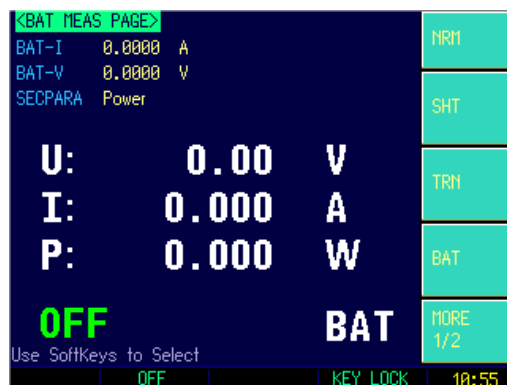 <BAT MEAS PAGE>
BAT-I 0.0000 A
BAT-V 0.0000 V
SECPARA Power
U: 0.00 V
I: 0.000 A
P: 0.000 W
OFF BAT
Use SoftKeys to Select
OFF KEY LOCK 10:55
NRM
SHT
TRN
BAT
MORE
1/2